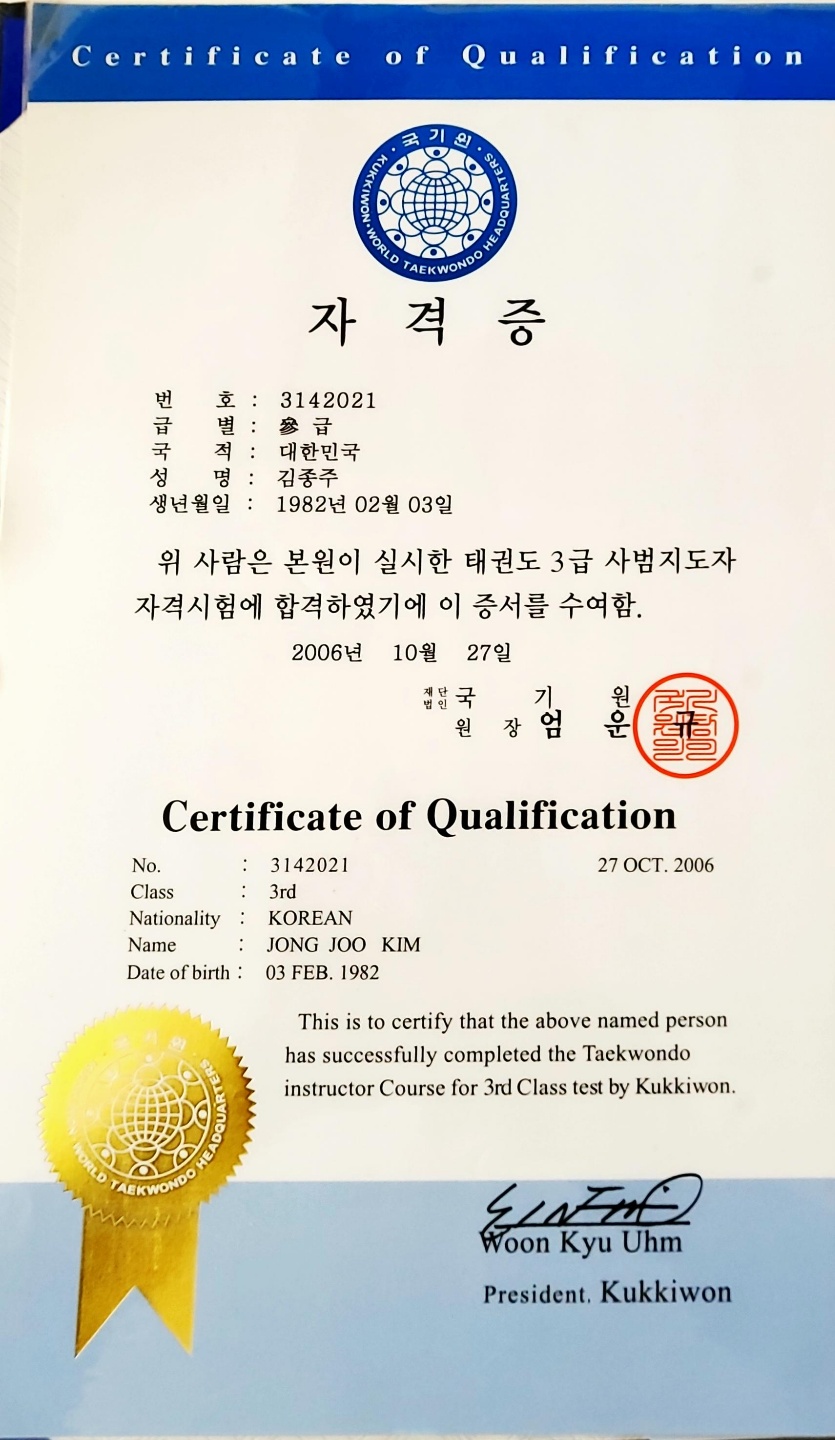 Certificate of Qualification
· 국 기 원 ·
KUKKIWON · WORLD TAEKWONDO HEADQUARTERS
자 격 증
번 호 : 3142021
급 별 : 參 급
국 적 : 대한민국
성 명 : 김종주
생년월일 : 1982년 02월 03일
위 사람은 본원이 실시한 태권도 3급 사범지도자
자격시험에 합격하였기에 이 증서를 수여함.
2006년 10월 27일
재단법인 국 기 원
원 장 엄 운 규
Certificate of Qualification
No. : 3142021 27 OCT. 2006
Class : 3rd
Nationality : KOREAN
Name : JONG JOO KIM
Date of birth : 03 FEB. 1982
This is to certify that the above named person
has successfully completed the Taekwondo
instructor Course for 3rd Class test by Kukkiwon.
WORLD TAEKWONDO HEADQUARTERS
Woon Kyu Uhm
President. Kukkiwon